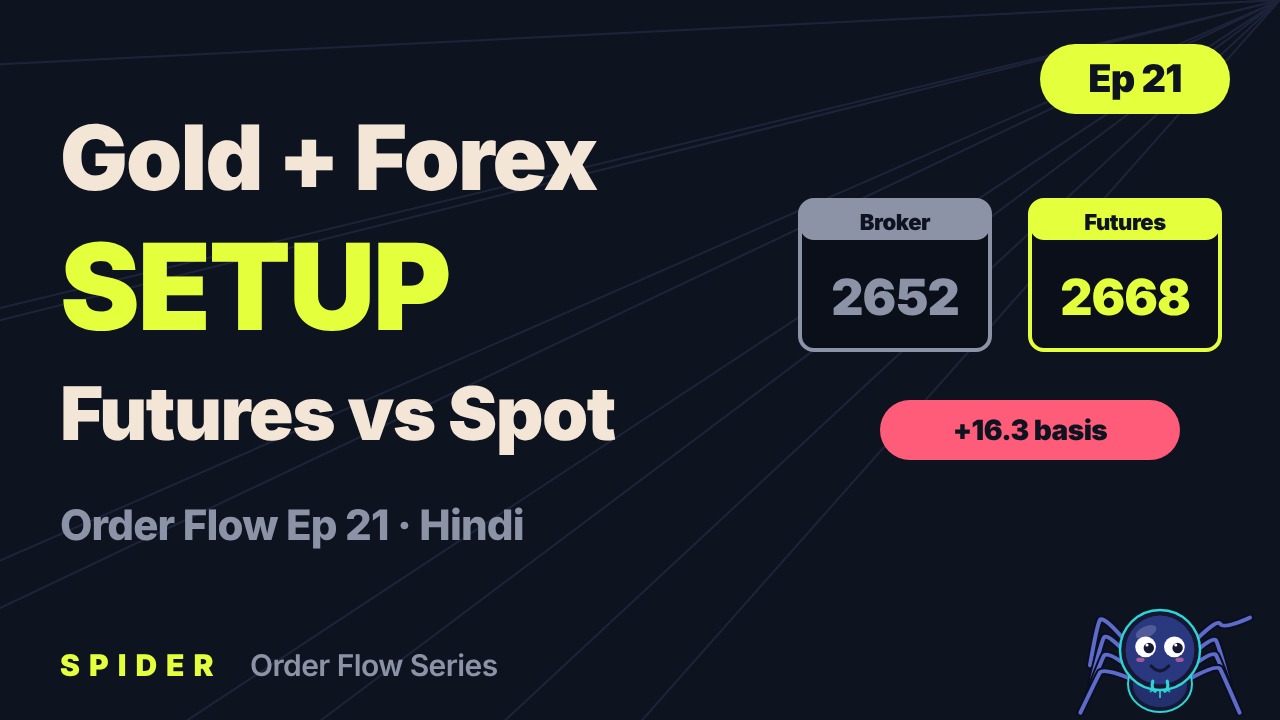 Ep 21
Gold + Forex
SETUP
Futures vs Spot
Order Flow Ep 21 · Hindi
Broker
2652
Futures
2668
+16.3 basis
SPIDER
Order Flow Series